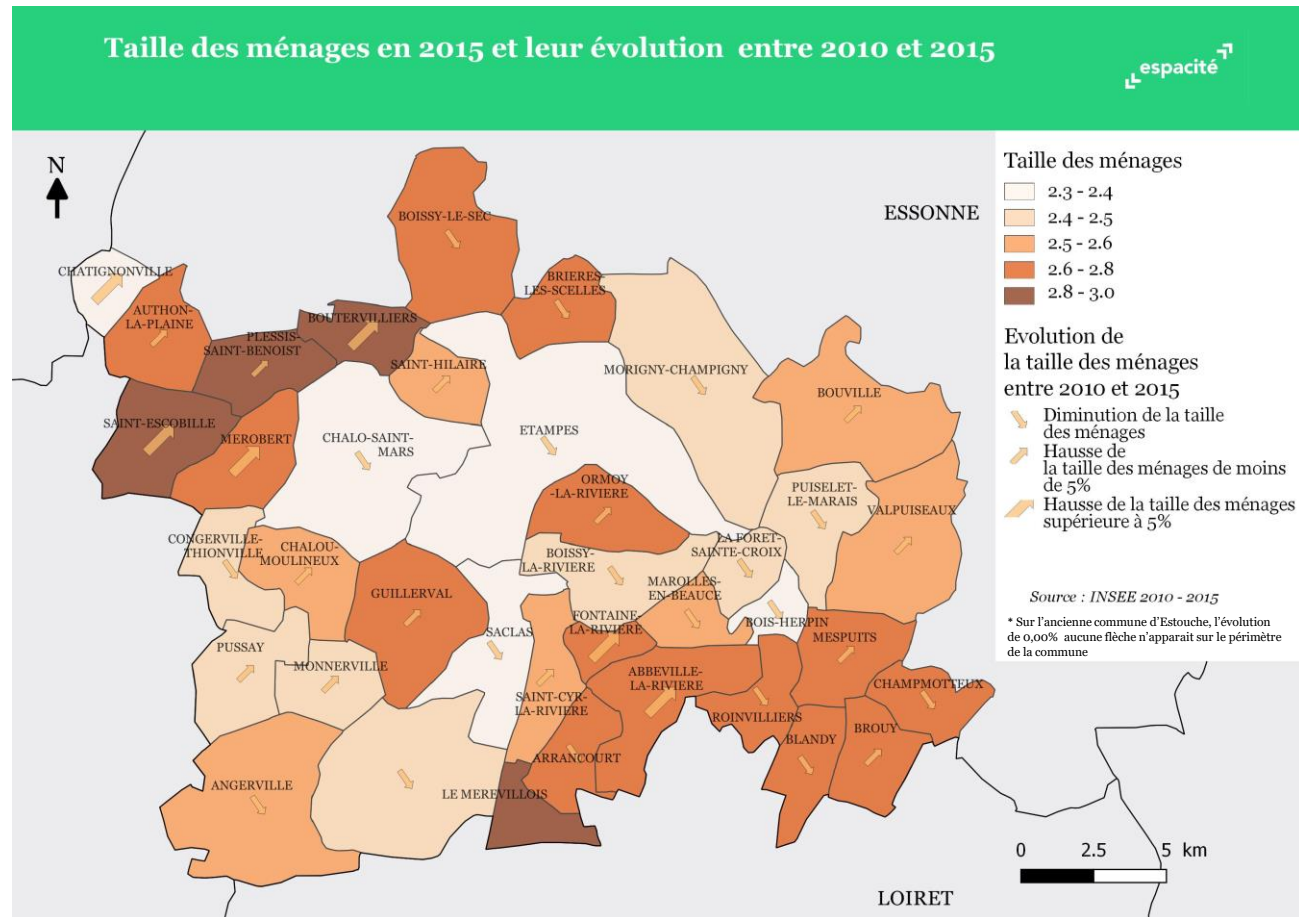 Taille des ménages en 2015 et leur évolution entre 2010 et 2015
espacité
N
ESSONNE
LOIRET
BOISSY-LE-SEC
CHATIGNONVILLE
BRIERES-
LES-SCELLES
AUTHON-
LA-PLAINE
BOUTERVILLIERS
PLESSIS-
SAINT-BENOIST
SAINT-HILAIRE
MORIGNY-CHAMPIGNY
BOUVILLE
SAINT-ESCOBILLE
MEROBERT
CHALO-SAINT-
MARS
ETAMPES
ORMOY
-LA-RIVIERE
PUISELET-
LE-MARAIS
VALPUISEAUX
CONGERVILLE-
THIONVILLE
CHALOU-
MOULINEUX
BOISSY-
LA-RIVIERE
LA FORET-
SAINTE-CROIX
MAROLLES-
EN-BEAUCE
GUILLERVAL
FONTAINE-
LA-RIVIERE
BOIS-HERPIN
SACLAS
MESPUITS
PUSSAY
MONNERVILLE
ABBEVILLE-
LA-RIVIERE
CHAMPMOTTEUX
SAINT-CYR-
LA-RIVIERE
ROINVILLIERS
BLANDY
BROUY
ARRANCOURT
ANGERVILLE
LE MEREVILLOIS
Taille des ménages
2.3 - 2.4
2.4 - 2.5
2.5 - 2.6
2.6 - 2.8
2.8 - 3.0
Evolution de
la taille des ménages
entre 2010 et 2015
Diminution de la taille
des ménages
Hausse de
la taille des ménages de moins
de 5%
Hausse de la taille des ménages
supérieure à 5%
Source : INSEE 2010 - 2015
* Sur l'ancienne commune d'Estouche, l'évolution
de 0,00% aucune flèche n'apparait sur le périmètre
de la commune
0 2.5 5 km